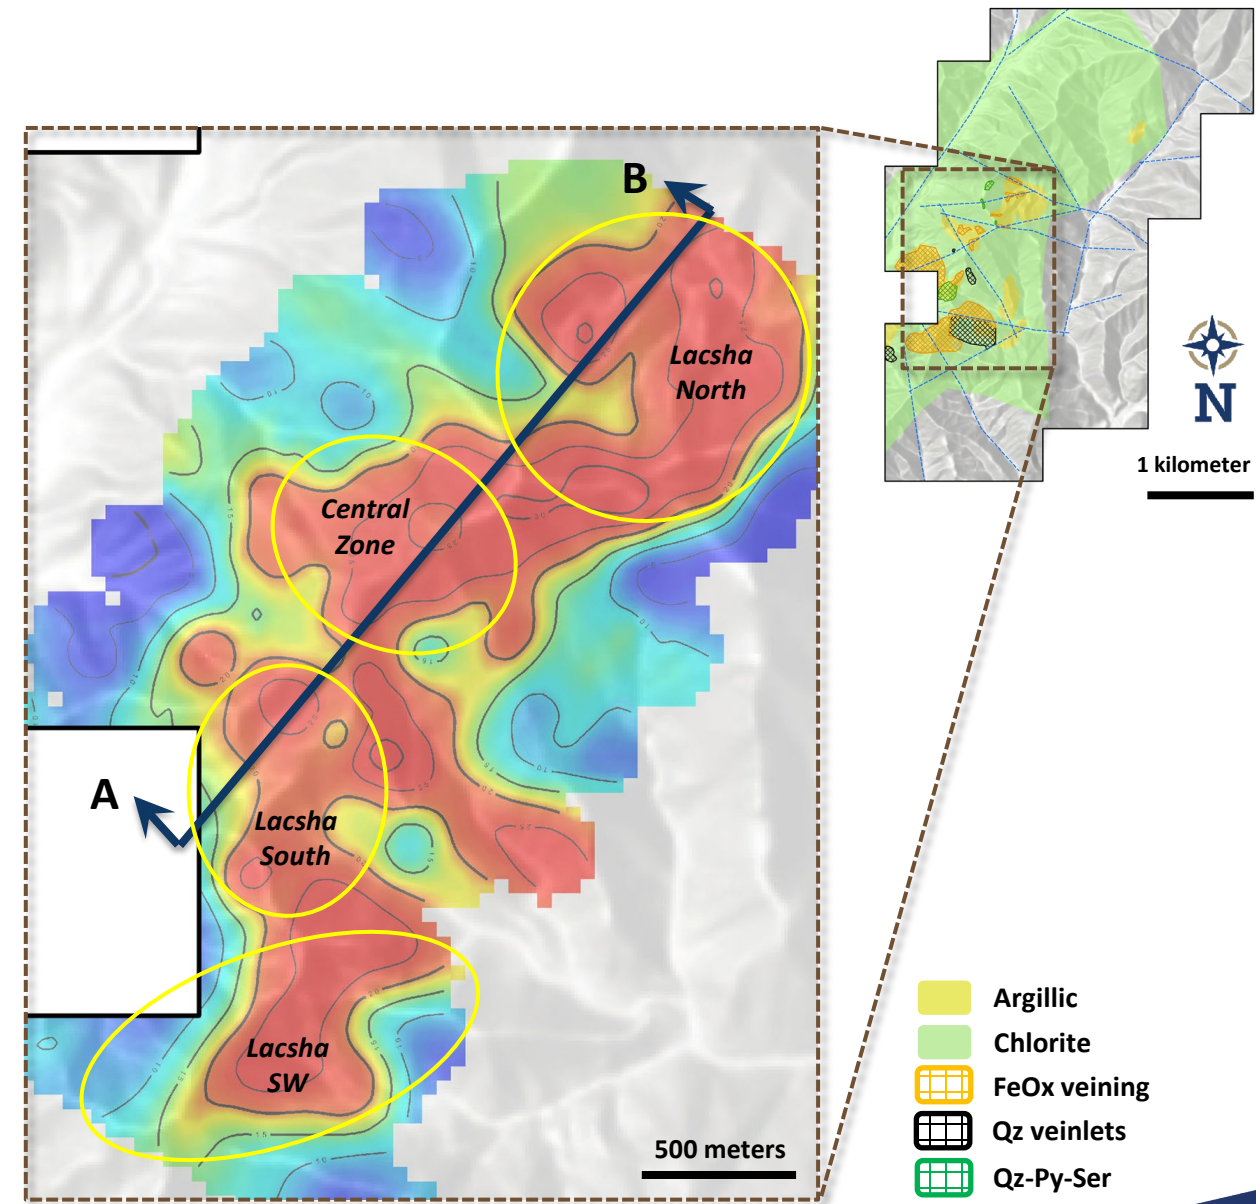 B
Lacsha
North
Central
Zone
A
Lacsha
South
Lacsha
SW
500 meters
N
1 kilometer
Argillic
Chlorite
FeOx veining
Qz veinlets
Qz-Py-Ser